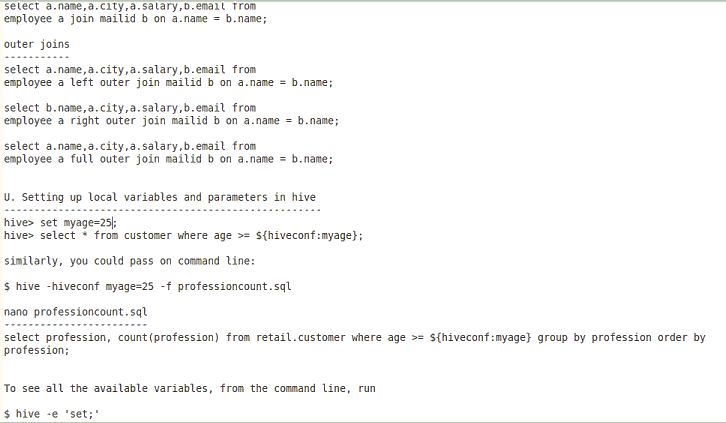 select a.name,a.city,a.salary,b.email from
employee a join mailid b on a.name = b.name;
outer joins
-----------
select a.name,a.city,a.salary,b.email from
employee a left outer join mailid b on a.name = b.name;
select b.name,a.city,a.salary,b.email from
employee a right outer join mailid b on a.name = b.name;
select a.name,a.city,a.salary,b.email from
employee a full outer join mailid b on a.name = b.name;
U. Setting up local variables and parameters in hive
-----------------------------------------------------
hive> set myage=25;
hive> select * from customer where age >= ${hiveconf:myage};
similarly, you could pass on command line:
$ hive -hiveconf myage=25 -f professioncount.sql
nano professioncount.sql
------------------------
select profession, count(profession) from retail.customer where age >= ${hiveconf:myage} group by profession order by
profession;
To see all the available variables, from the command line, run
$ hive -e 'set;'